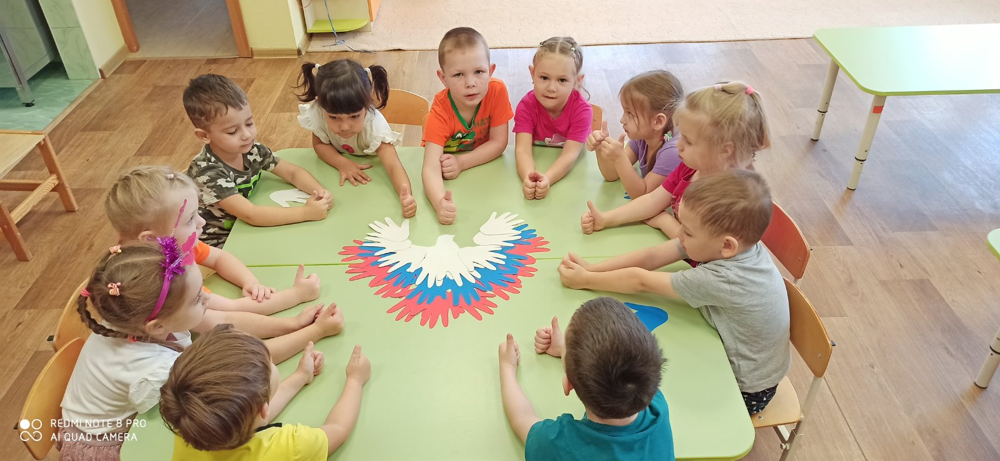 REDMI NOTE 8 PRO
AI QUAD CAMERA